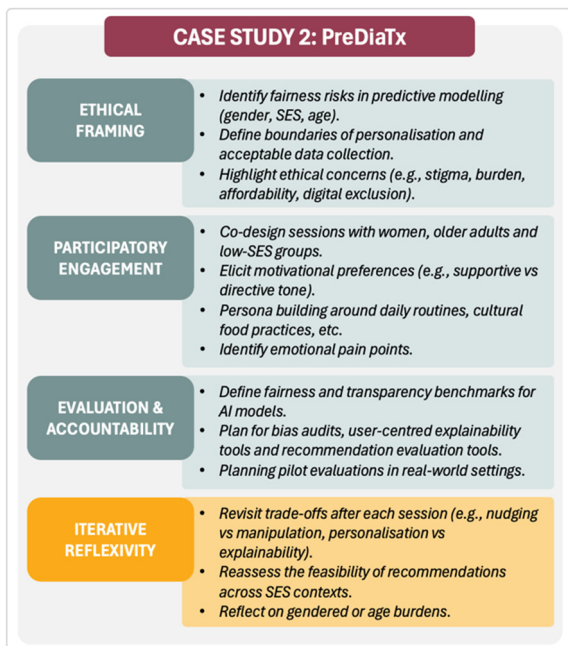 CASE STUDY 2: PreDiaTx
ETHICAL
FRAMING
• Identify fairness risks in predictive modelling
(gender, SES, age).
• Define boundaries of personalisation and
acceptable data collection.
• Highlight ethical concerns (e.g., stigma, burden,
affordability, digital exclusion).
PARTICIPATORY
ENGAGEMENT
• Co-design sessions with women, older adults and
low-SES groups.
• Elicit motivational preferences (e.g., supportive vs
directive tone).
• Persona building around daily routines, cultural
food practices, etc.
• Identify emotional pain points.
EVALUATION &
ACCOUNTABILITY
• Define fairness and transparency benchmarks for
AI models.
• Plan for bias audits, user-centred explainability
tools and recommendation evaluation tools.
• Planning pilot evaluations in real-world settings.
ITERATIVE
REFLEXIVITY
• Revisit trade-offs after each session (e.g., nudging
vs manipulation, personalisation vs
explainability).
• Reassess the feasibility of recommendations
across SES contexts.
• Reflect on gendered or age burdens.